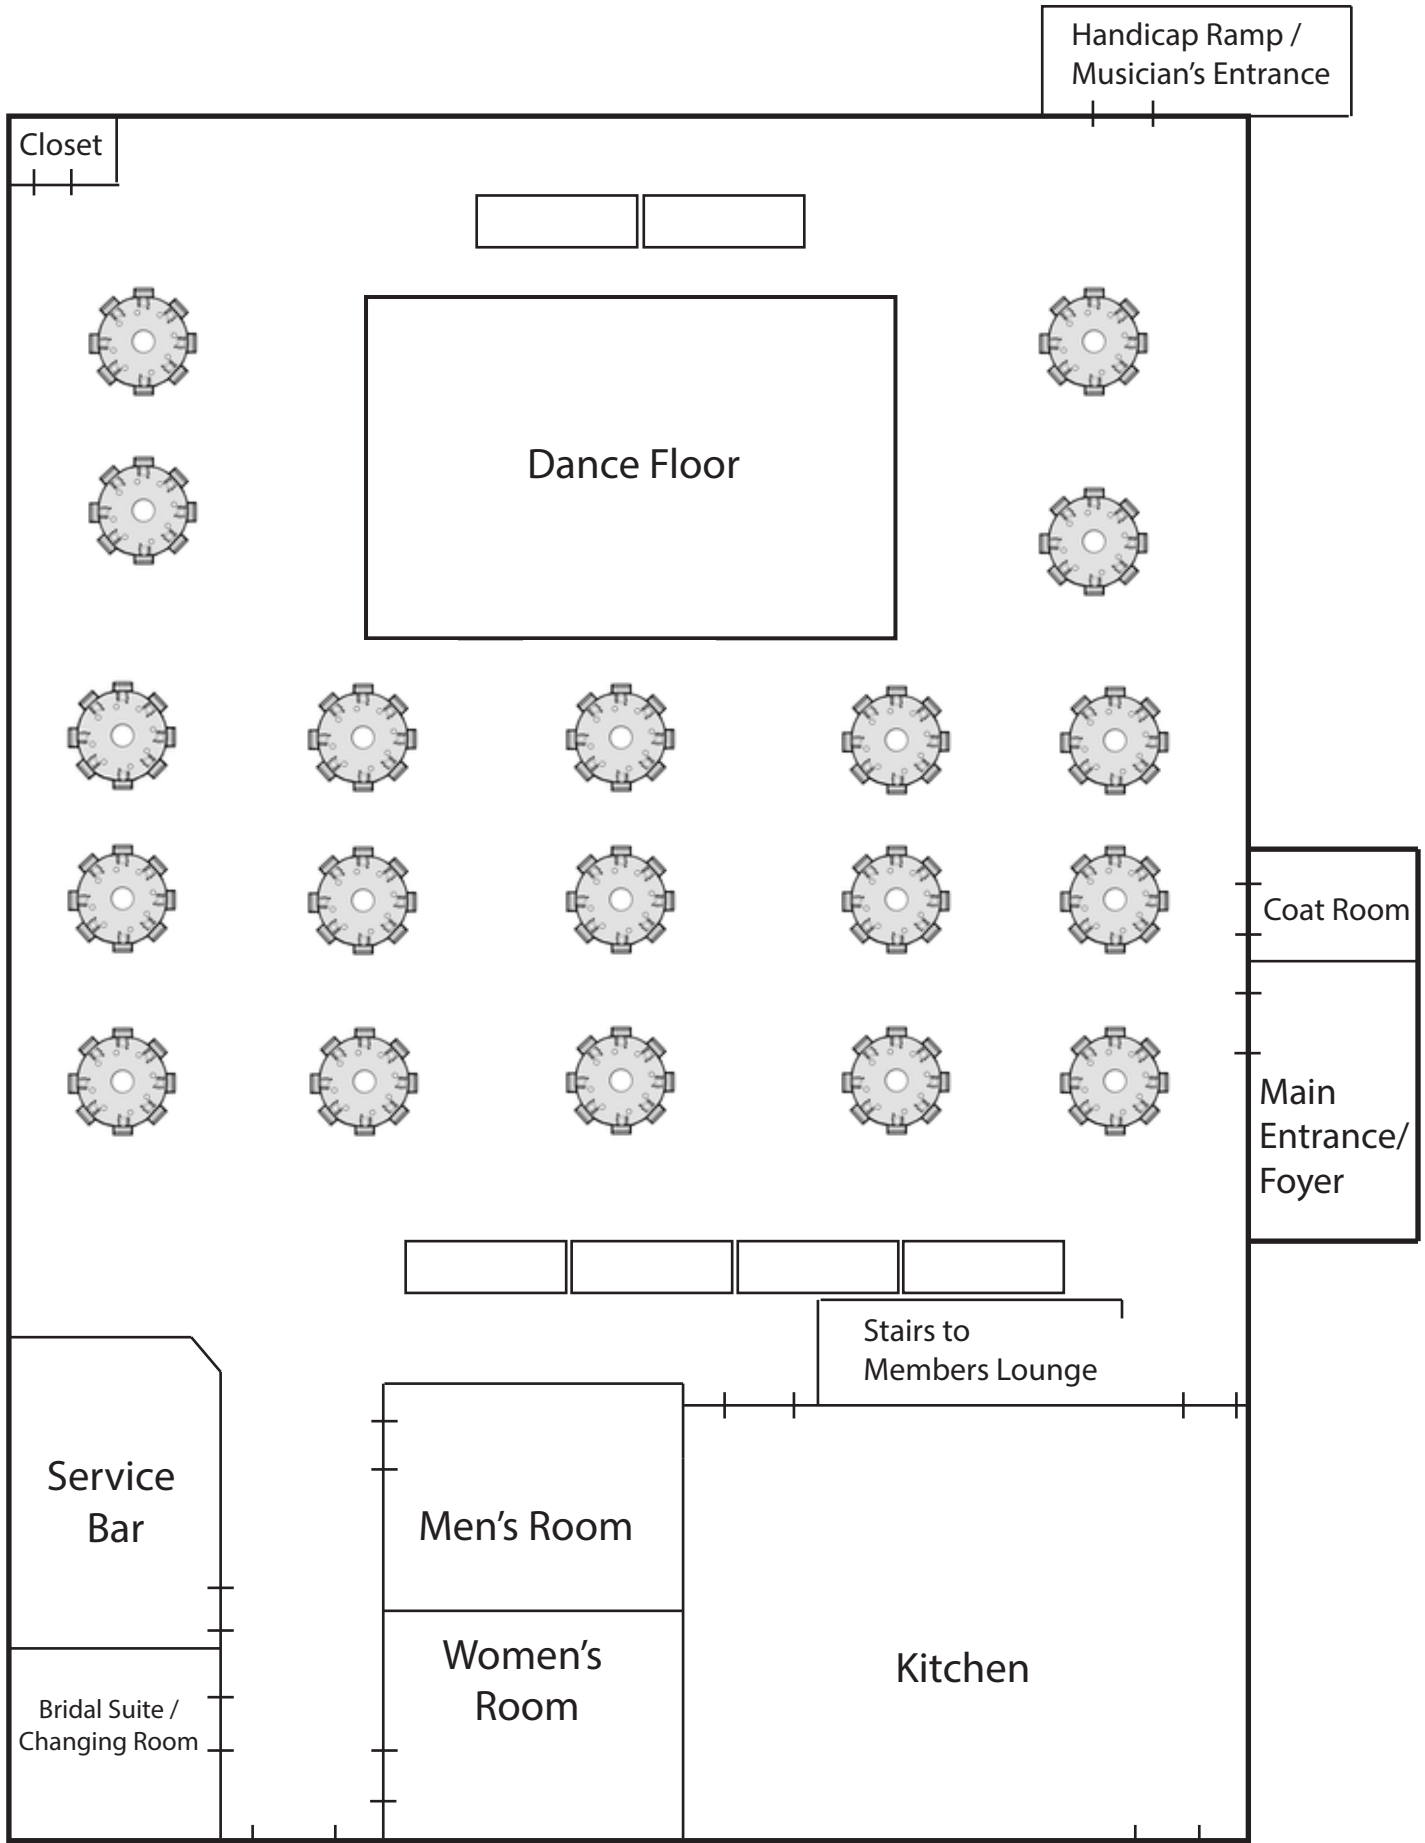 Handicap Ramp /
Musician’s Entrance
Closet
Dance Floor
Coat Room
Main
Entrance/
Foyer
Stairs to
Members Lounge
Service
Bar
Men’s Room
Women’s
Room
Kitchen
Bridal Suite /
Changing Room